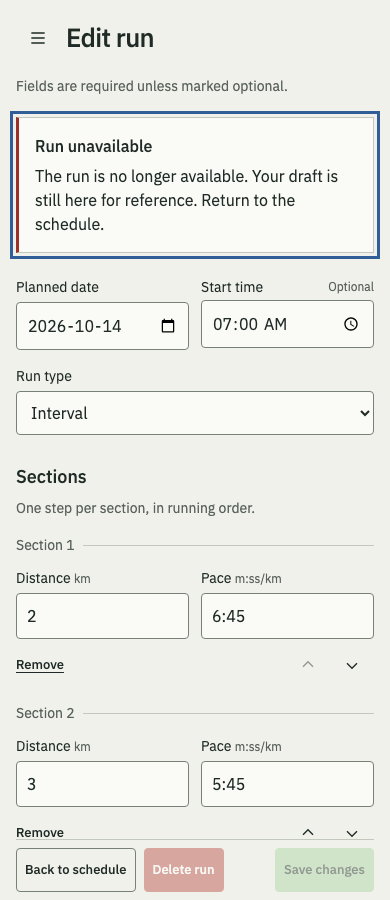 Edit run
Fields are required unless marked optional.
Run unavailable
The run is no longer available. Your draft is
still here for reference. Return to the
schedule.
Planned date
Start time Optional
2026-10-14
07:00 AM
Run type
Interval
Sections
One step per section, in running order.
Section 1
Distance km
Pace m:ss/km
2
6:45
Remove
Section 2
Distance km
Pace m:ss/km
3
5:45
Remove
Back to schedule
Delete run
Save changes